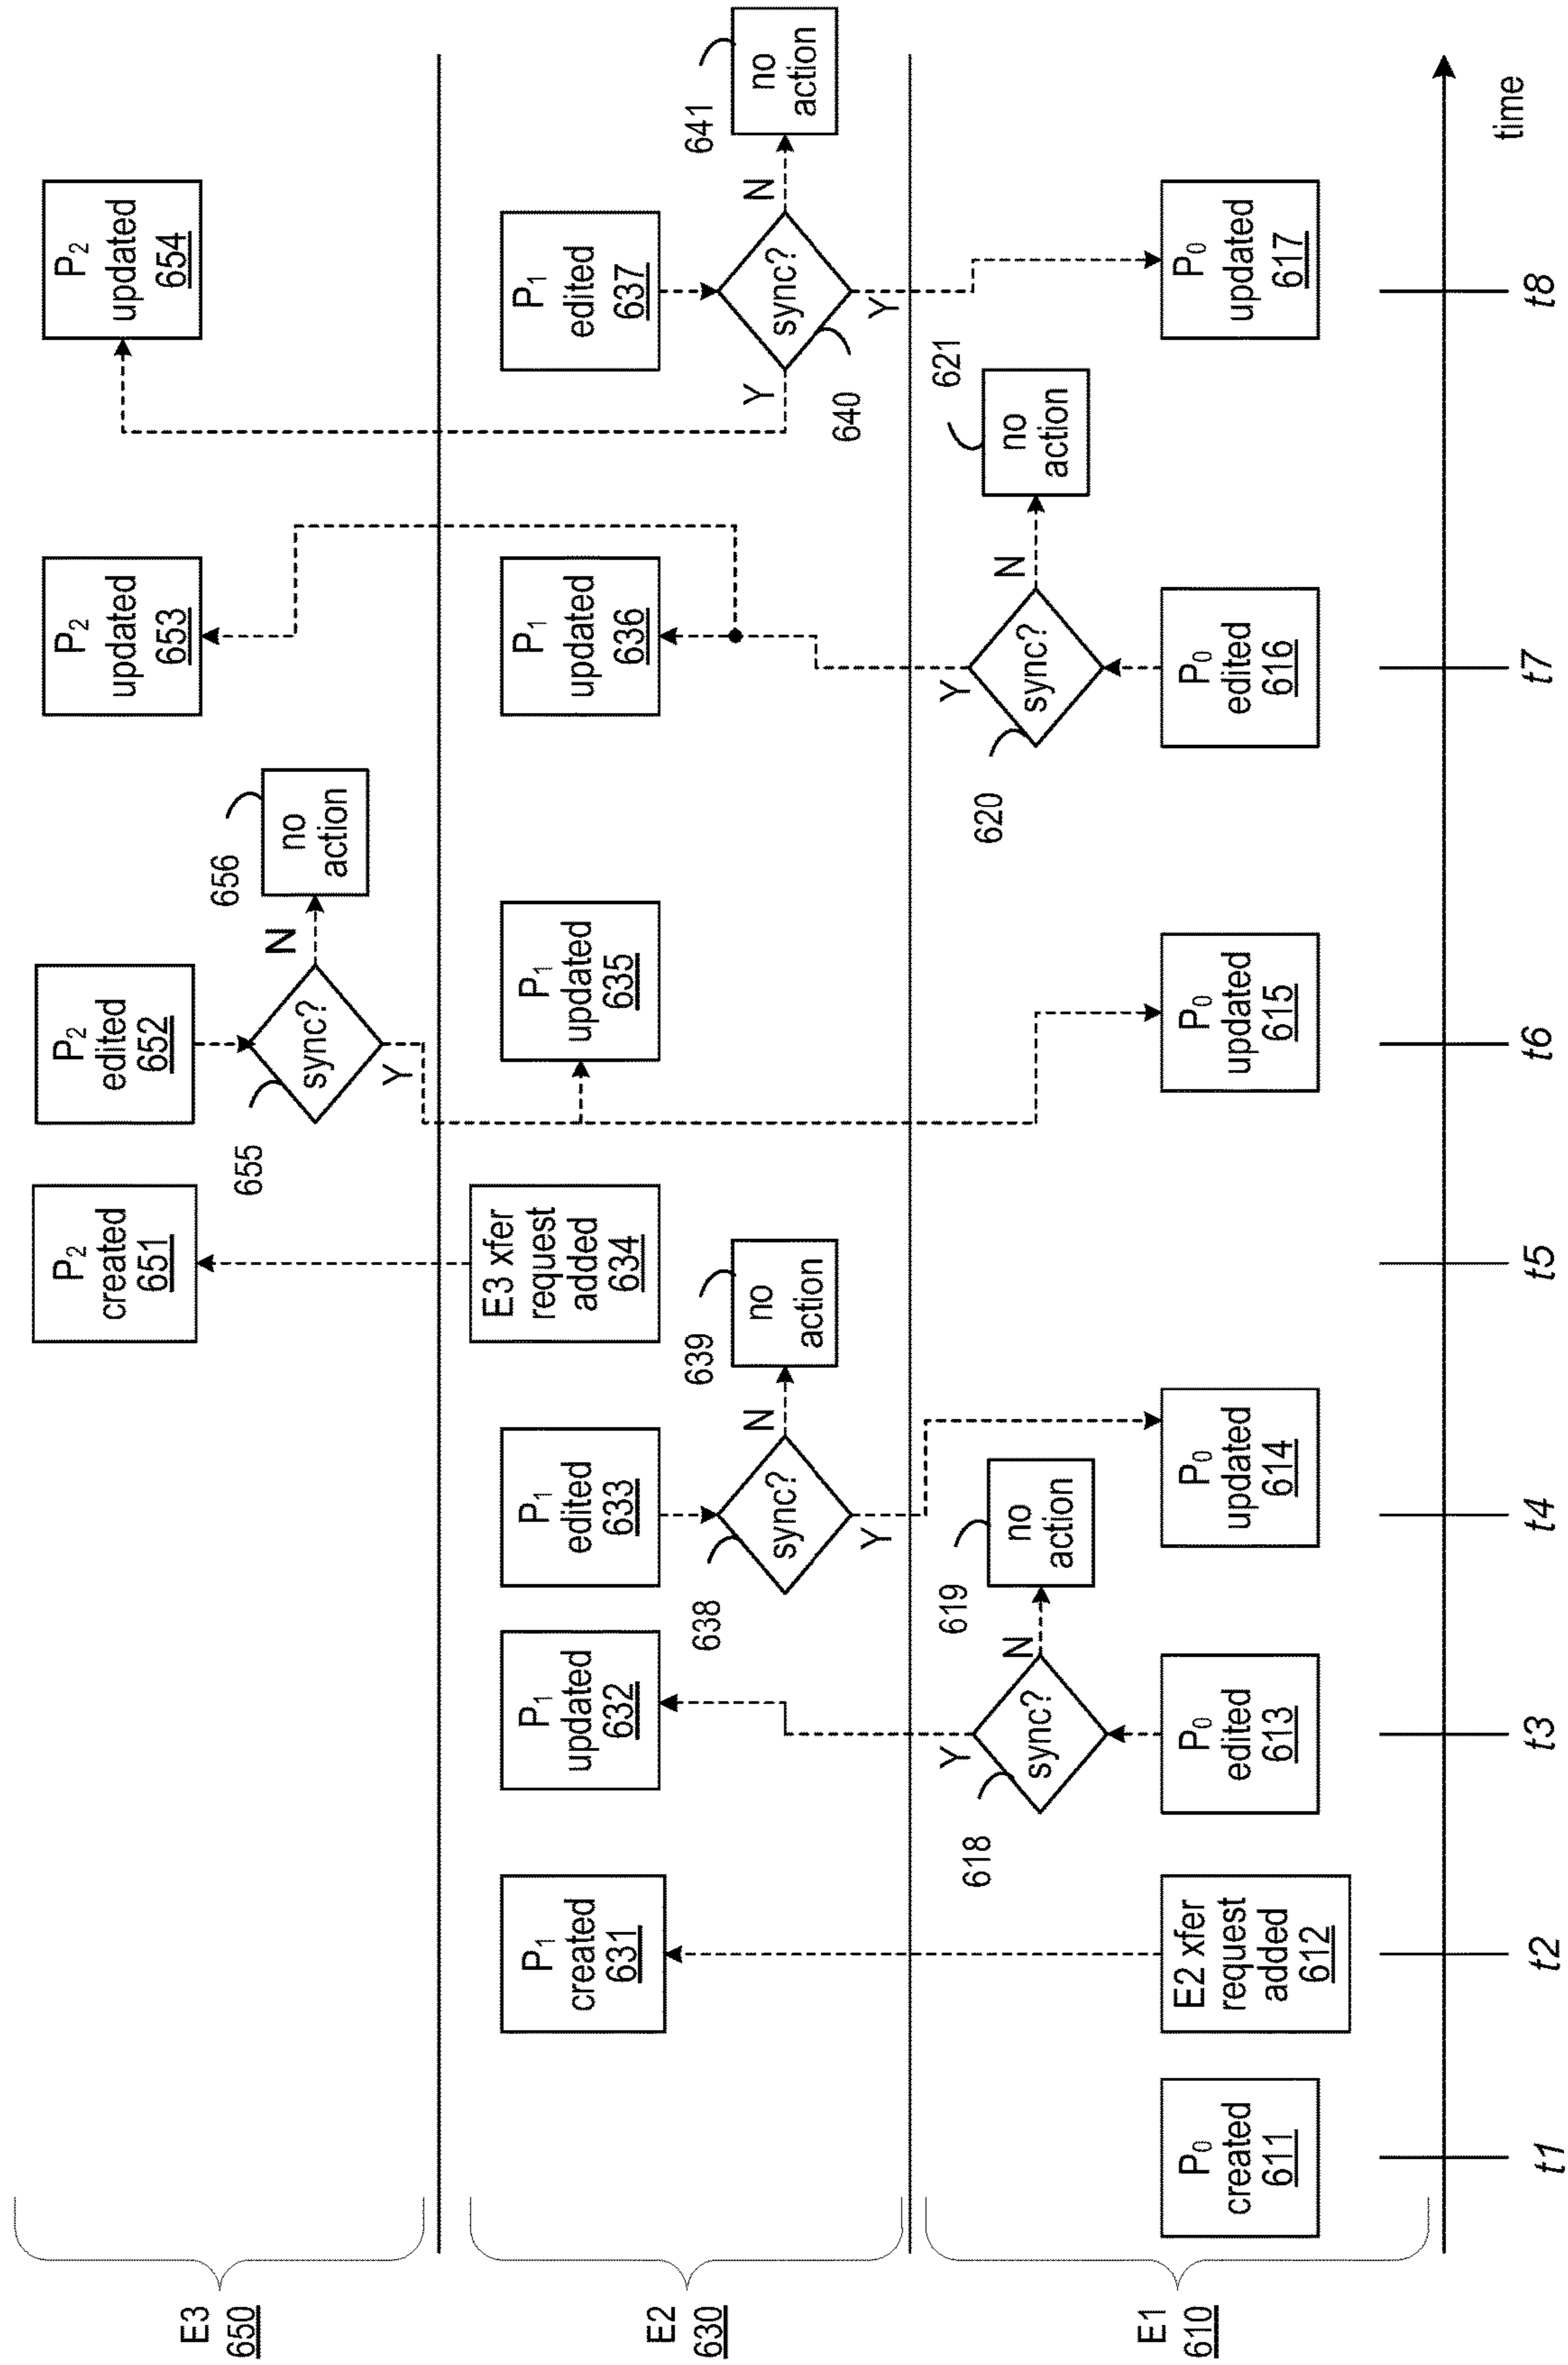 E3
650
P2
created
651
P2
edited
652
655
sync?
Y
N
656
no
action
P2
updated
653
P2
updated
654
E2
630
P1
created
631
P1
updated
632
P1
edited
633
638
sync?
Y
N
639
no
action
E3 xfer
request
added
634
P1
updated
635
P1
updated
636
P1
edited
637
Y
640
sync?
Y
N
641
no
action
E1
610
P0
created
611
E2 xfer
request
added
612
618
Y
sync?
N
619
no
action
P0
edited
613
P0
updated
614
P0
updated
615
620
Y
sync?
N
621
no
action
P0
edited
616
P0
updated
617
t1
t2
t3
t4
t5
t6
t7
t8
time